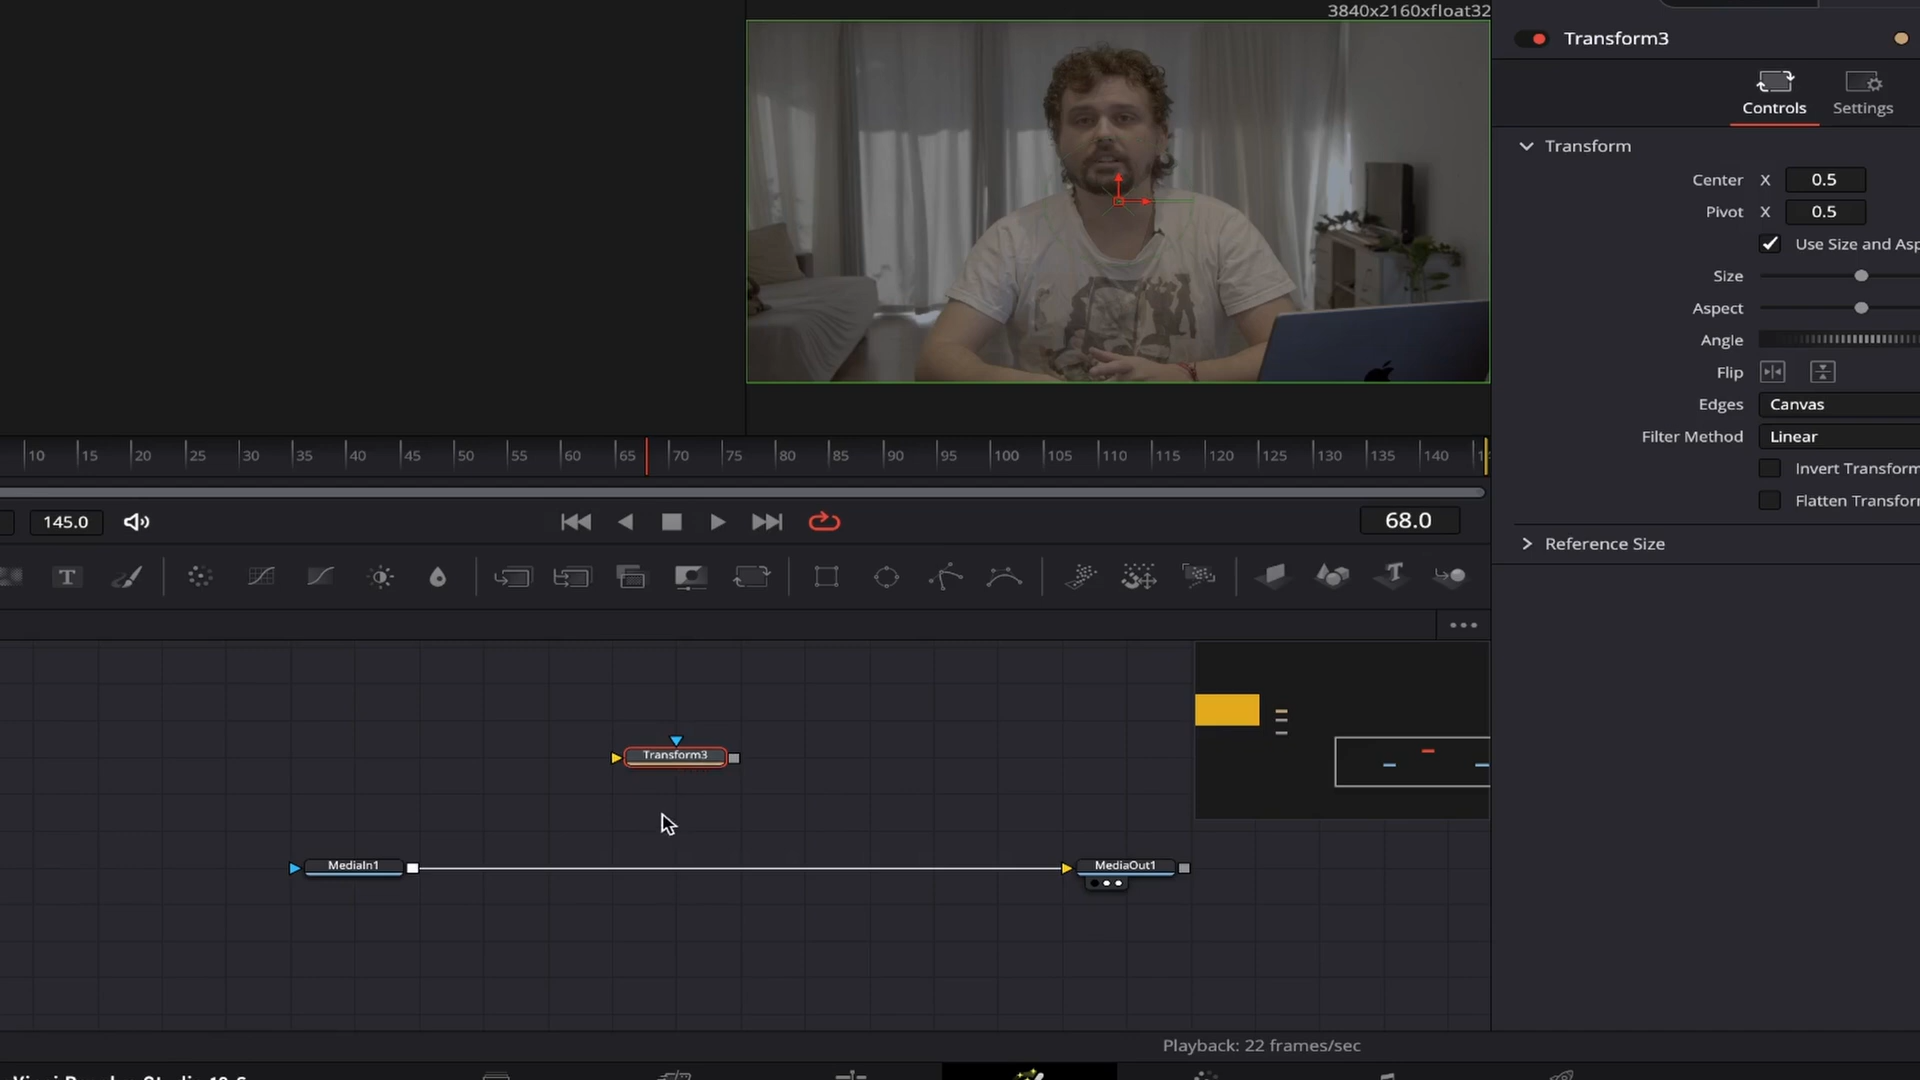 3840x2160xfloat32
Transform3
Controls
Settings
Transform
Center X 0.5
Pivot X 0.5
Use Size and Asp
Size
Aspect
Angle
Flip
Edges Canvas
Filter Method Linear
Invert Transform
Flatten Transfor
Reference Size
10 15 20 25 30 35 40 45 50 55 60 65 70 75 80 85 90 95 100 105 110 115 120 125 130 135 140
145.0
68.0
T
T
Transform3
MediaIn1
MediaOut1
Playback: 22 frames/sec